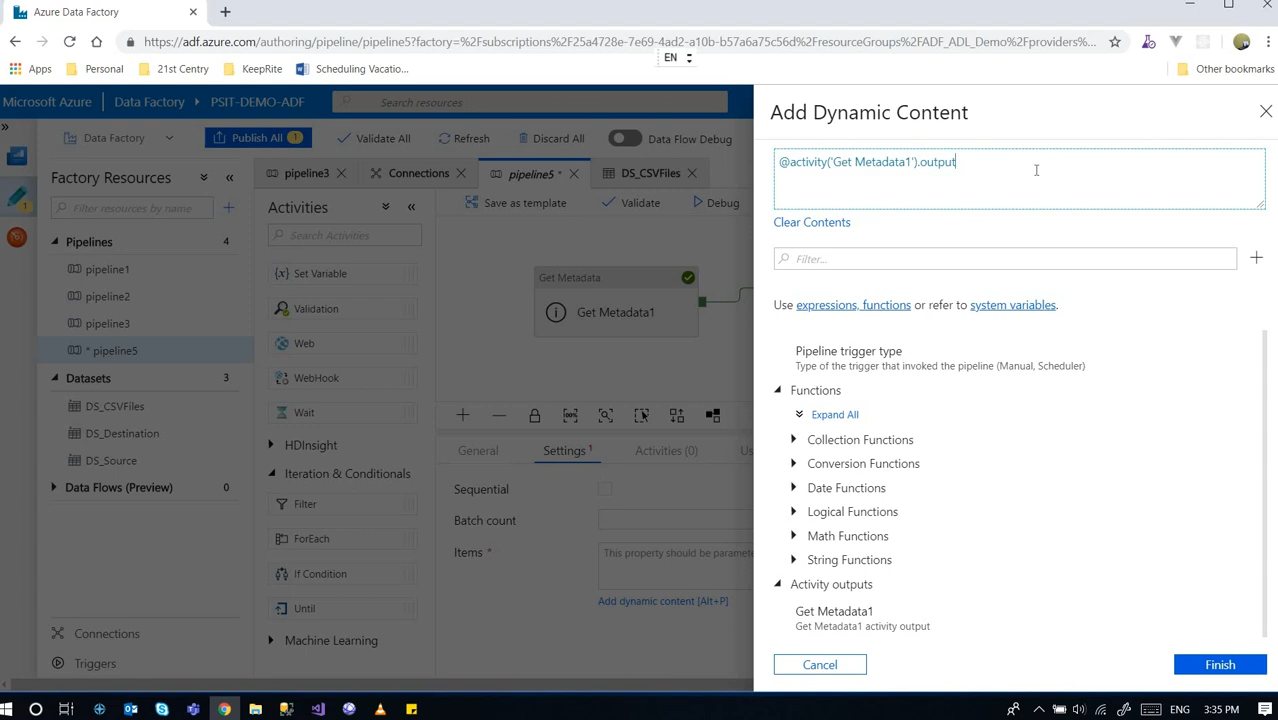 Azure Data Factory
https://adf.azure.com/authoring/pipeline/pipeline5?factory=%2Fsubscriptions%2F25a4728e-7e69-4ad2-a10b-b57a6a75c56d%2FresourceGroups%2FADF_ADL_Demo%2Fproviders%...
Apps
Personal
21st Centry
KeepRite
Scheduling Vacatio...
EN
Other bookmarks
Microsoft Azure
Data Factory
PSIT-DEMO-ADF
Search resources
Data Factory
Publish All 1
Validate All
Refresh
Discard All
Data Flow Debug
Factory Resources
Filter resources by name
Pipelines 4
pipeline1
pipeline2
pipeline3
* pipeline5
Datasets 3
DS_CSVFiles
DS_Destination
DS_Source
Data Flows (Preview) 0
Connections
Triggers
pipeline3
Connections
pipeline5 *
DS_CSVFiles
Activities
Search Activities
Set Variable
Validation
Web
WebHook
Wait
HDInsight
Iteration & Conditionals
Filter
ForEach
If Condition
Until
Machine Learning
Save as template
Validate
Debug
Get Metadata
Get Metadata1
100%
General
Settings 1
Activities (0)
Us
Sequential
Batch count
Items *
This property should be paramete
Add dynamic content [Alt+P]
Add Dynamic Content
@activity('Get Metadata1').output
Clear Contents
Filter...
Use expressions, functions or refer to system variables.
Pipeline trigger type
Type of the trigger that invoked the pipeline (Manual, Scheduler)
Functions
Expand All
Collection Functions
Conversion Functions
Date Functions
Logical Functions
Math Functions
String Functions
Activity outputs
Get Metadata1
Get Metadata1 activity output
Cancel
Finish
ENG
3:35 PM